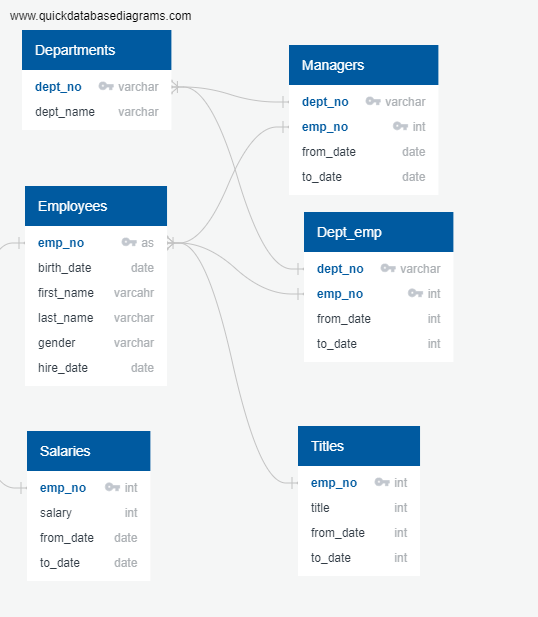 www.quickdatabasediagrams.com
Departments
dept_no varchar
dept_name varchar
Managers
dept_no varchar
emp_no int
from_date date
to_date date
Employees
emp_no as
birth_date date
first_name varcahr
last_name varchar
gender varchar
hire_date date
Dept_emp
dept_no varchar
emp_no int
from_date int
to_date int
Salaries
emp_no int
salary int
from_date date
to_date date
Titles
emp_no int
title int
from_date int
to_date int